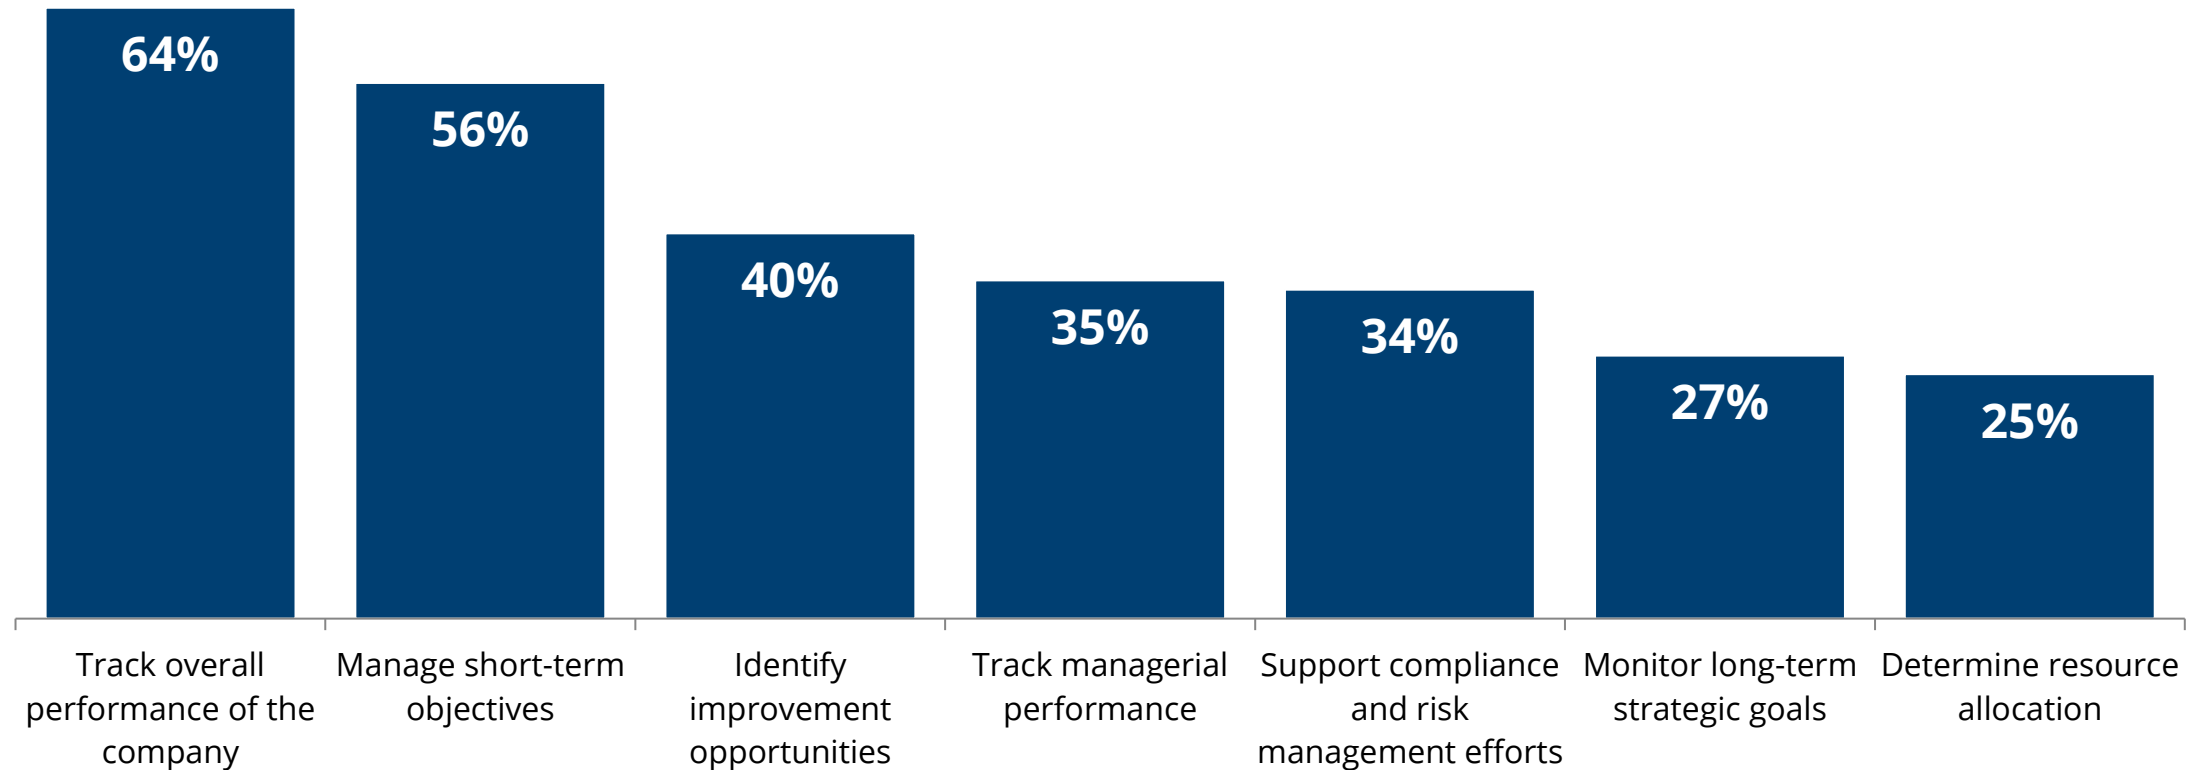 64%
56%
40%
35%
34%
27%
25%
Track overall
performance of the
company
Manage short-term
objectives
Identify
improvement
opportunities
Track managerial
performance
Support compliance
and risk
management efforts
Monitor long-term
strategic goals
Determine resource
allocation